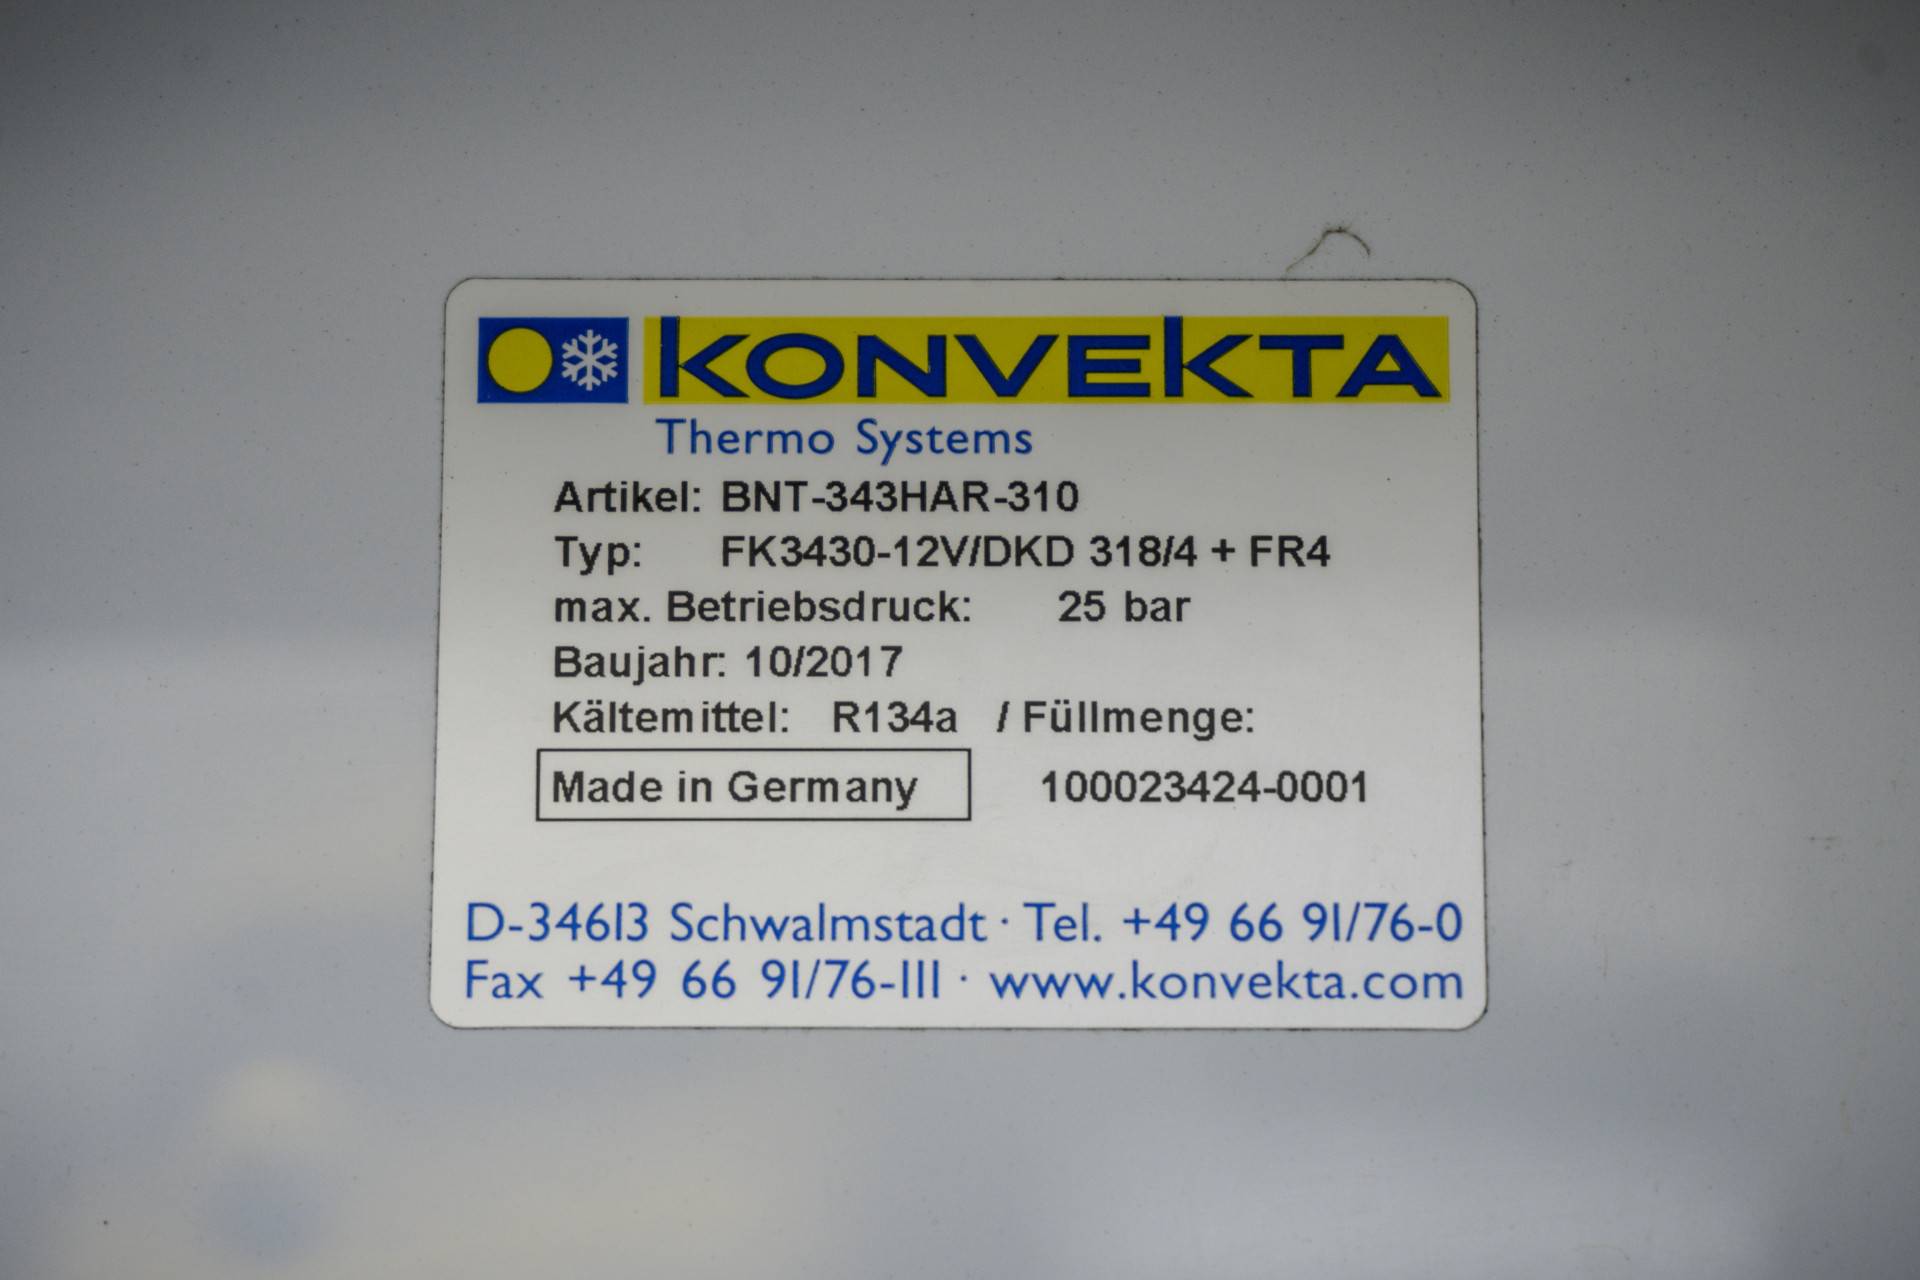 KONVEKTA
Thermo Systems
Artikel: BNT-343HAR-310
Typ: FK3430-12V/DKD 318/4 + FR4
max. Betriebsdruck: 25 bar
Baujahr: 10/2017
Kältemittel: R134a / Füllmenge:
Made in Germany 100023424-0001
D-34613 Schwalmstadt · Tel. +49 66 91/76-0
Fax +49 66 91/76-111 · www.konvekta.com